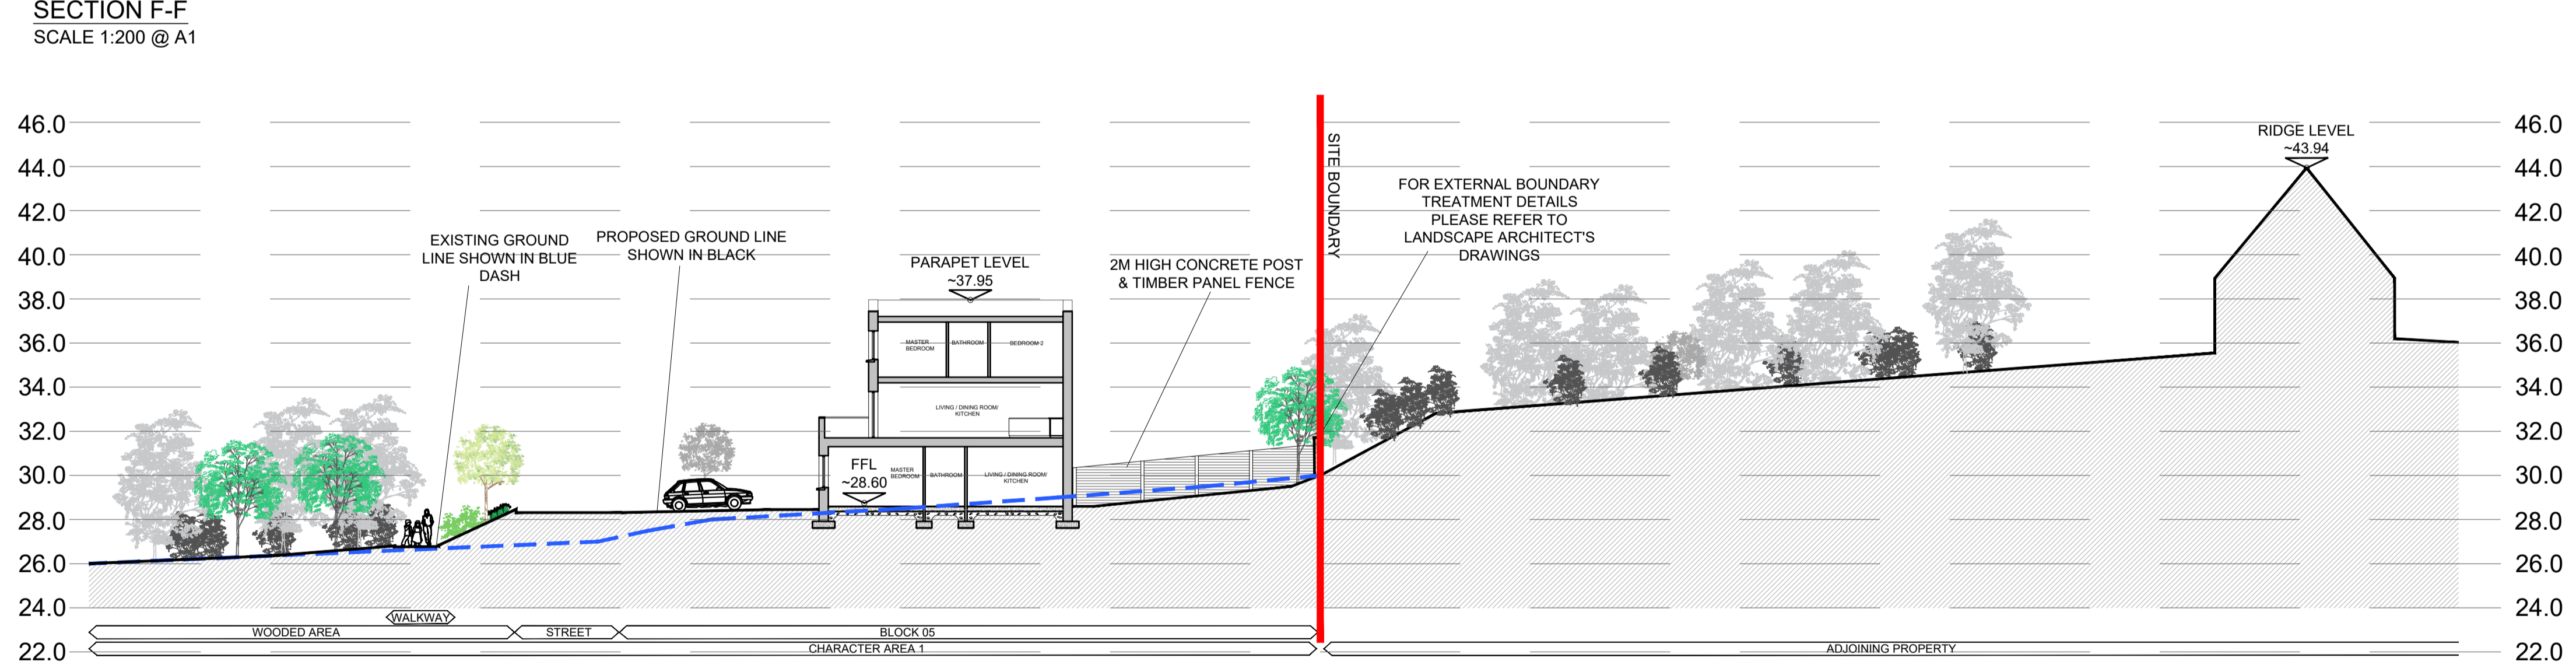 SECTION F-F
SCALE 1:200 @ A1
46.0
44.0
42.0
40.0
38.0
36.0
34.0
32.0
30.0
28.0
26.0
24.0
22.0
EXISTING GROUND
LINE SHOWN IN BLUE
DASH
PROPOSED GROUND LINE
SHOWN IN BLACK
PARAPET LEVEL
~37.95
2M HIGH CONCRETE POST
& TIMBER PANEL FENCE
SITE BOUNDARY
FOR EXTERNAL BOUNDARY
TREATMENT DETAILS
PLEASE REFER TO
LANDSCAPE ARCHITECT'S
DRAWINGS
RIDGE LEVEL
~43.94
MASTER
BEDROOM
BATHROOM
BEDROOM 2
LIVING / DINING ROOM/
KITCHEN
FFL
~28.60
MASTER
BEDROOM
BATHROOM
LIVING / DINING ROOM/
KITCHEN
WALKWAY
WOODED AREA
STREET
BLOCK 05
CHARACTER AREA 1
ADJOINING PROPERTY
46.0
44.0
42.0
40.0
38.0
36.0
34.0
32.0
30.0
28.0
26.0
24.0
22.0